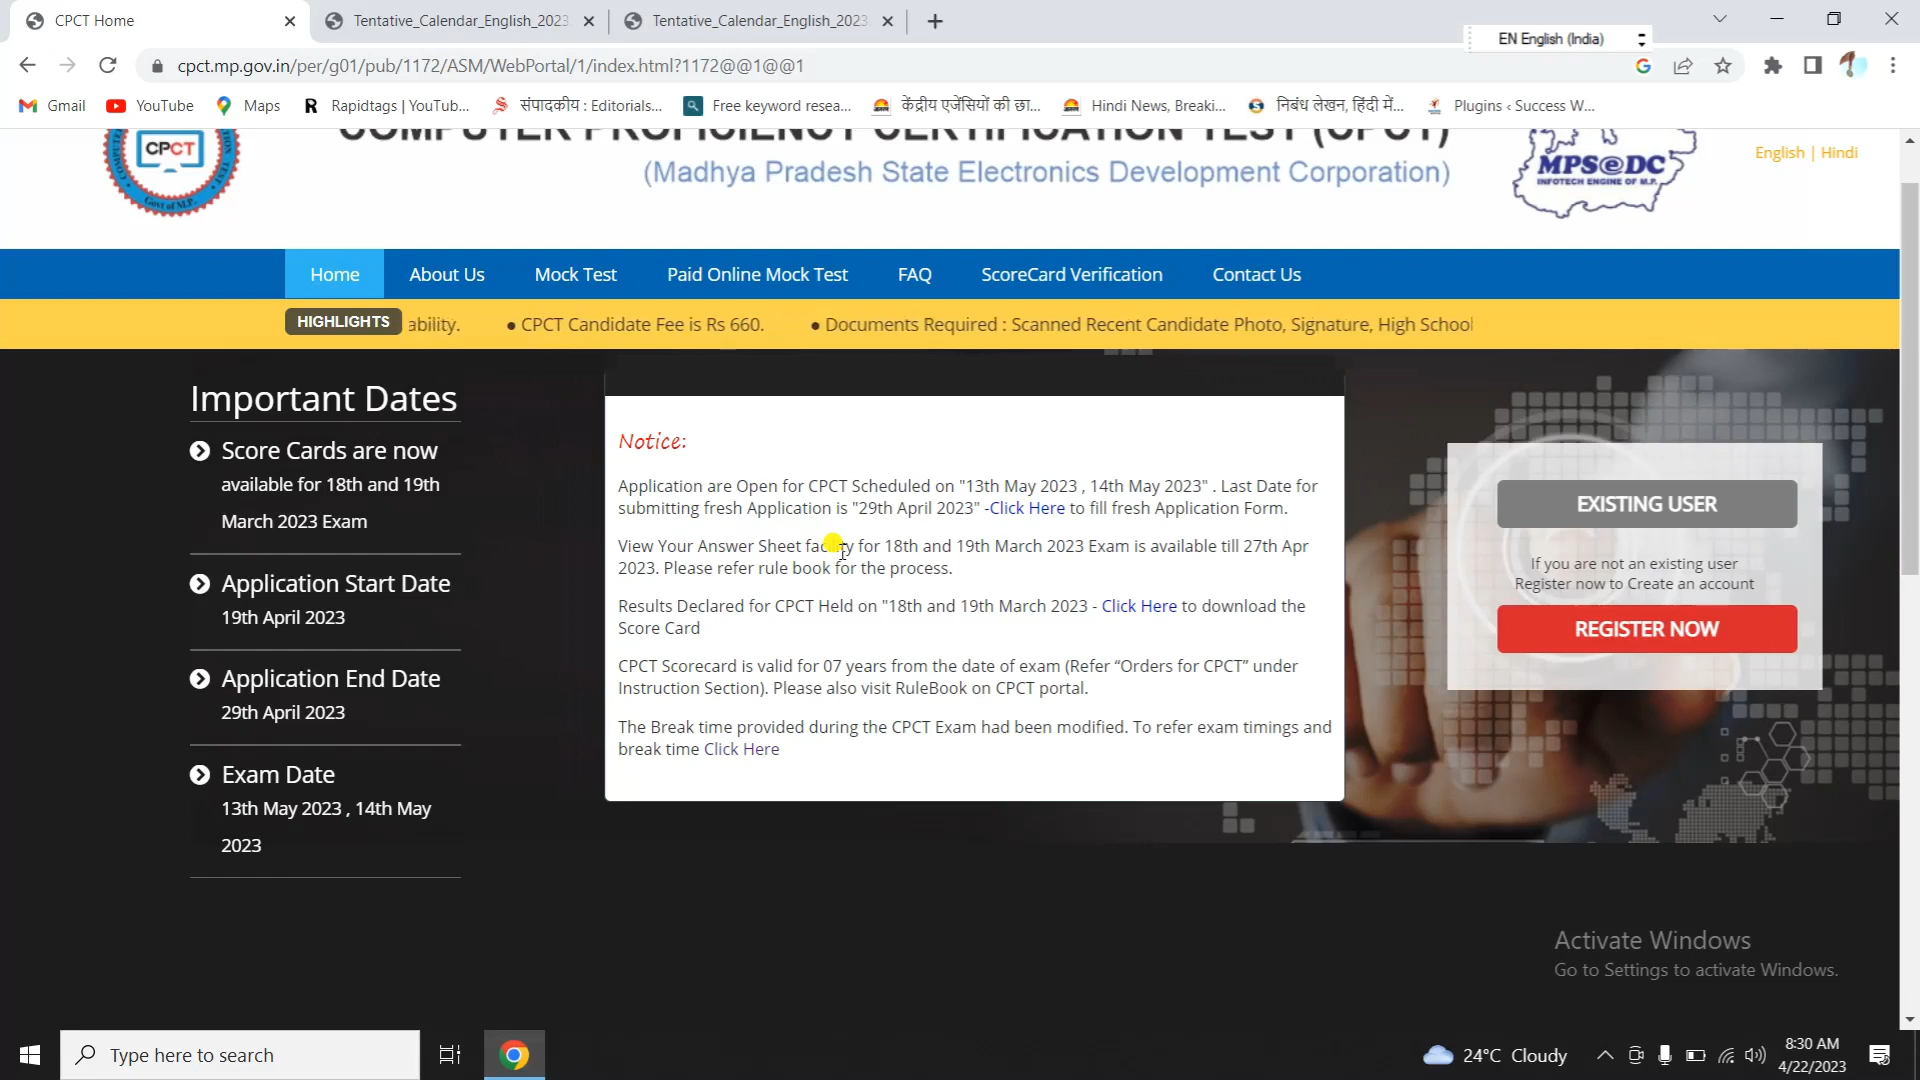 CPCT Home
Tentative_Calendar_English_2023
Tentative_Calendar_English_2023
EN English (India)
cpct.mp.gov.in/per/g01/pub/1172/ASM/WebPortal/1/index.html?1172@@1@@1
Gmail
YouTube
Maps
Rapidtags | YouTub...
संपादकीय : Editorials...
Free keyword resea...
केंद्रीय एजेंसियों की छा...
Hindi News, Breaki...
निबंध लेखन, हिंदी में...
Plugins ‹ Success W...
CPCT
Govt of M.P.
COMPUTER PROFICIENCY CERTIFICATION TEST (CPCT)
(Madhya Pradesh State Electronics Development Corporation)
MPS@DC
INFOTECH ENGINE OF M.P.
English | Hindi
Home
About Us
Mock Test
Paid Online Mock Test
FAQ
ScoreCard Verification
Contact Us
HIGHLIGHTS
ability.
● CPCT Candidate Fee is Rs 660.
● Documents Required : Scanned Recent Candidate Photo, Signature, High School
Important Dates
Score Cards are now
available for 18th and 19th
March 2023 Exam
Application Start Date
19th April 2023
Application End Date
29th April 2023
Exam Date
13th May 2023 , 14th May
2023
Notice:
Application are Open for CPCT Scheduled on "13th May 2023 , 14th May 2023" . Last Date for
submitting fresh Application is "29th April 2023" -Click Here to fill fresh Application Form.
View Your Answer Sheet facility for 18th and 19th March 2023 Exam is available till 27th Apr
2023. Please refer rule book for the process.
Results Declared for CPCT Held on "18th and 19th March 2023 - Click Here to download the
Score Card
CPCT Scorecard is valid for 07 years from the date of exam (Refer “Orders for CPCT” under
Instruction Section). Please also visit RuleBook on CPCT portal.
The Break time provided during the CPCT Exam had been modified. To refer exam timings and
break time Click Here
EXISTING USER
If you are not an existing user
Register now to Create an account
REGISTER NOW
Activate Windows
Go to Settings to activate Windows.
Type here to search
24°C Cloudy
8:30 AM
4/22/2023